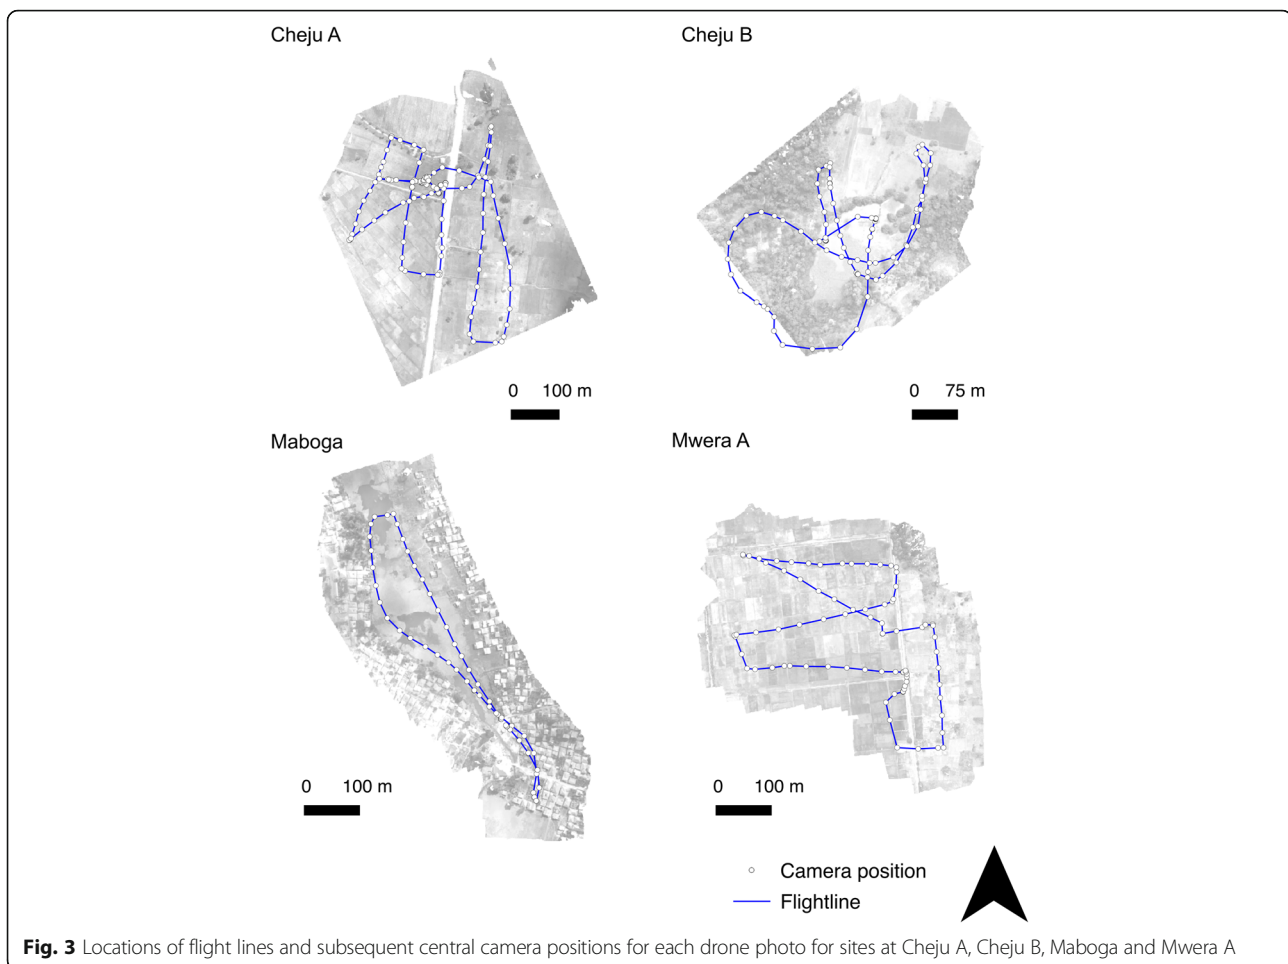 Cheju A
Cheju B
0 100 m
0 75 m
Maboga
Mwera A
0 100 m
0 100 m
Camera position
Flightline
Fig. 3 Locations of flight lines and subsequent central camera positions for each drone photo for sites at Cheju A, Cheju B, Maboga and Mwera A